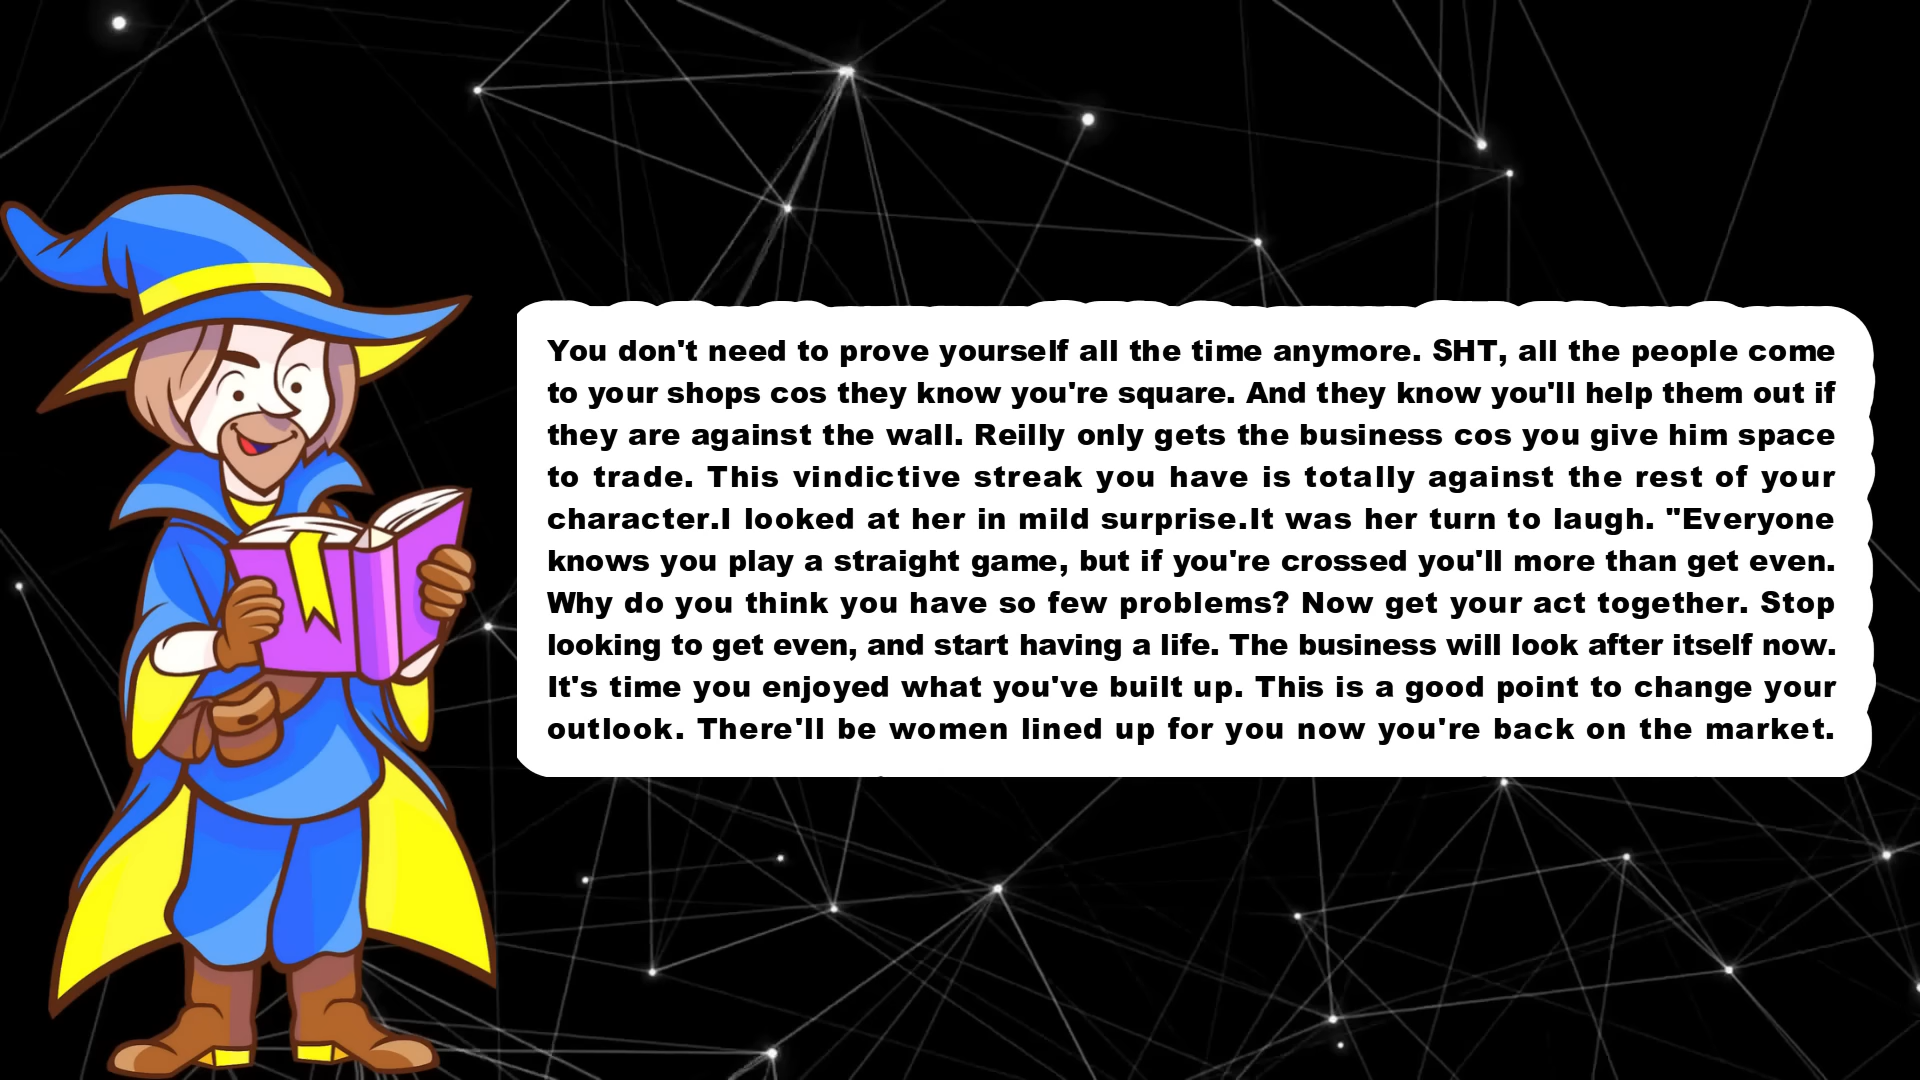 You don't need to prove yourself all the time anymore. SHT, all the people come
to your shops cos they know you're square. And they know you'll help them out if
they are against the wall. Reilly only gets the business cos you give him space
to trade. This vindictive streak you have is totally against the rest of your
character.I looked at her in mild surprise.It was her turn to laugh. "Everyone
knows you play a straight game, but if you're crossed you'll more than get even.
Why do you think you have so few problems? Now get your act together. Stop
looking to get even, and start having a life. The business will look after itself now.
It's time you enjoyed what you've built up. This is a good point to change your
outlook. There'll be women lined up for you now you're back on the market.